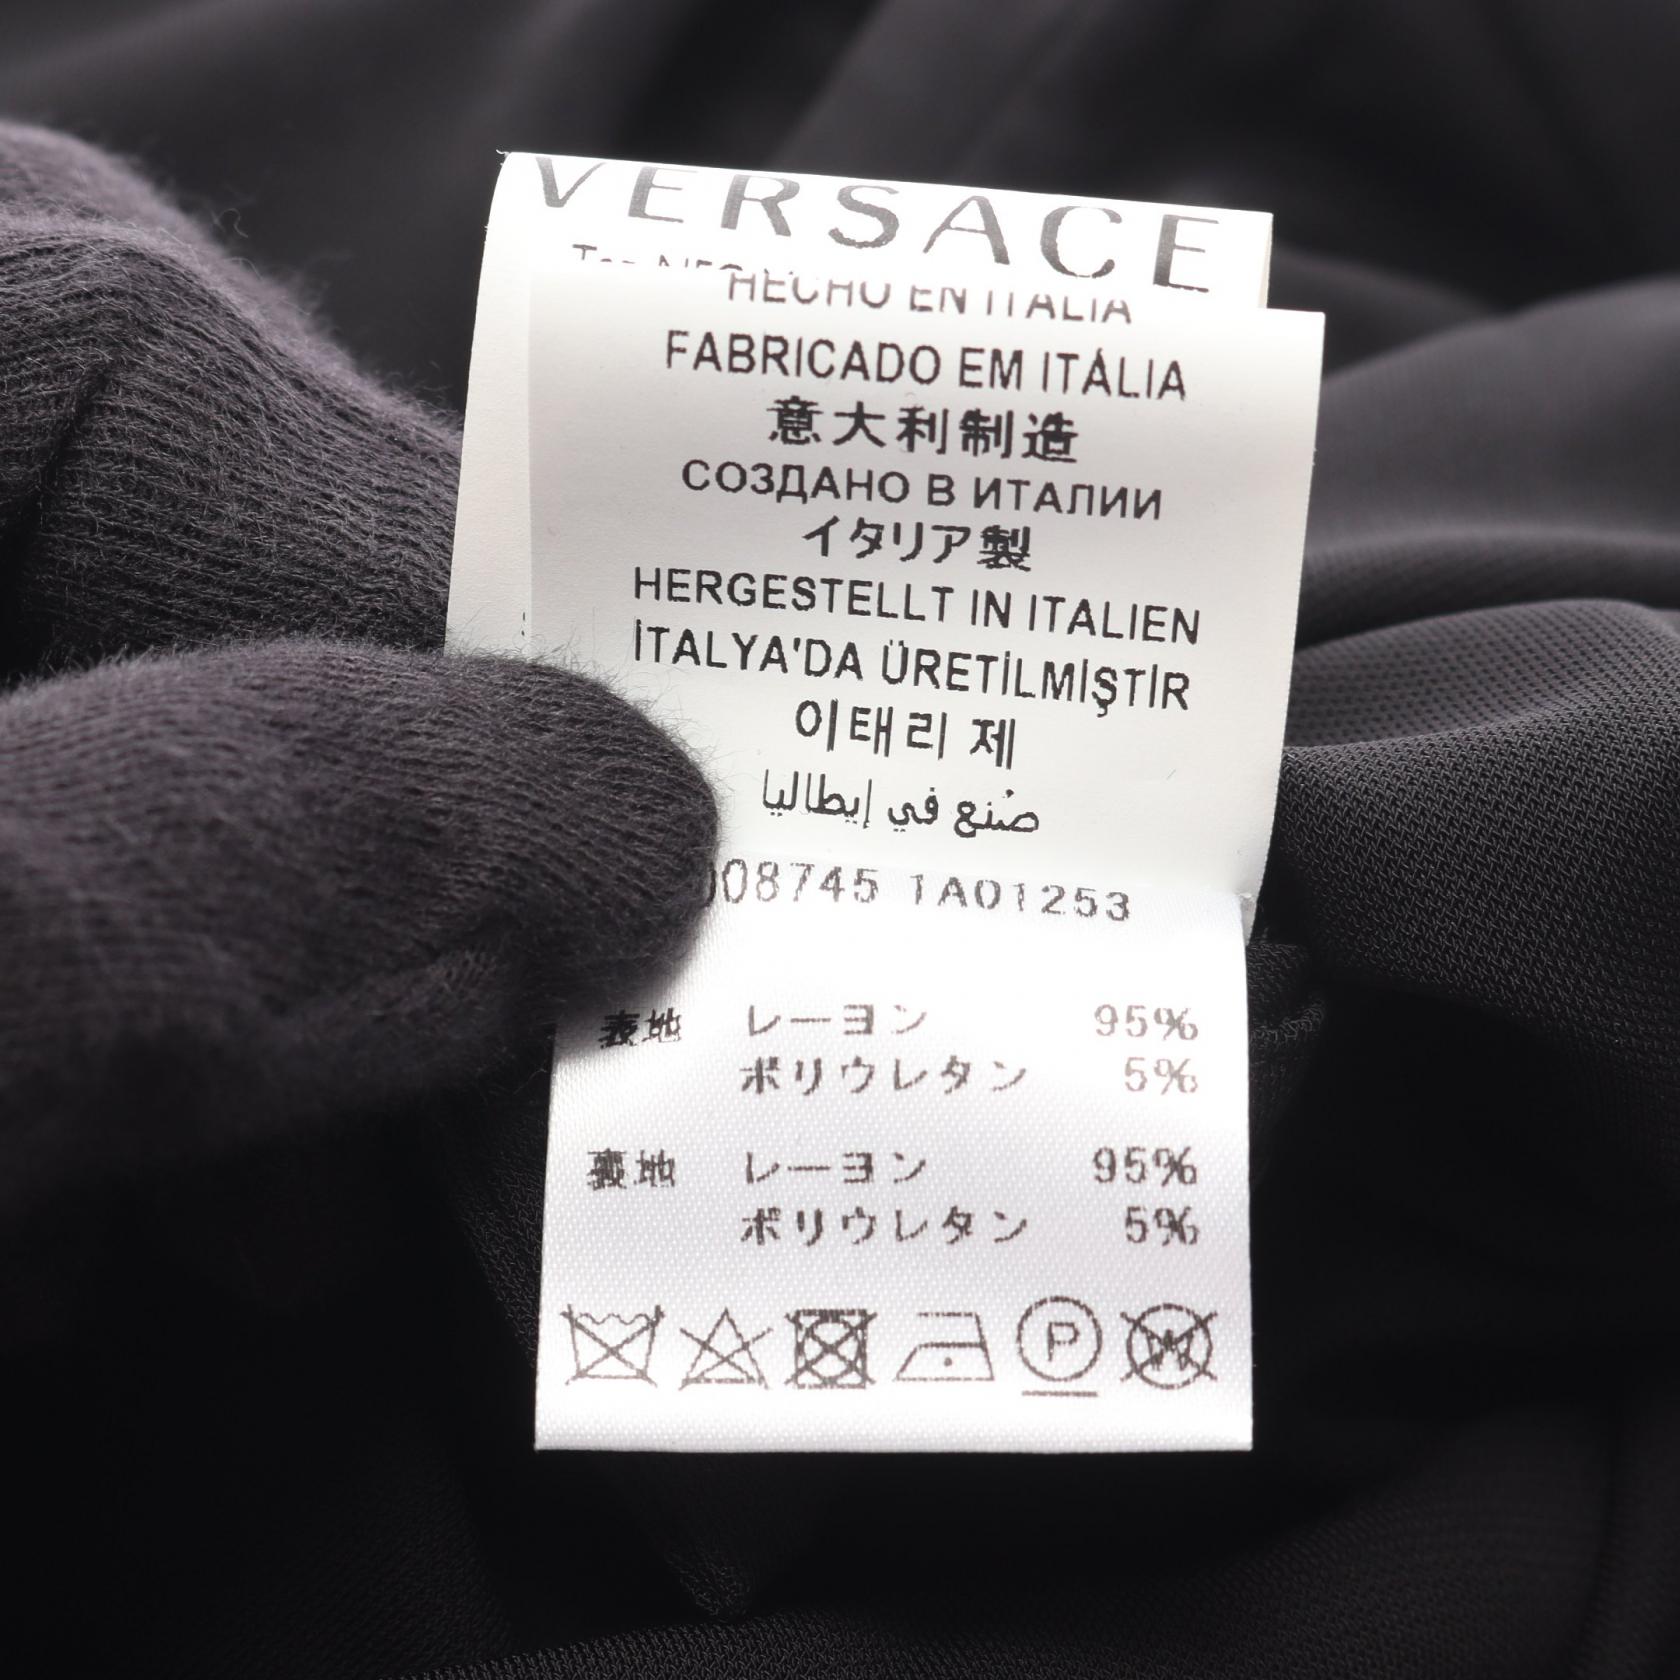 VERSACE
HECHO EN ITALIA
FABRICADO EM ITÁLIA
意大利制造
СОЗДАНО В ИТАЛИИ
イタリア製
HERGESTELLT IN ITALIEN
İTALYA'DA ÜRETİLMİŞTİR
이태리 제
صُنع في إيطاليا
008745 1A01253
表地 レーヨン 95%
ポリウレタン 5%
裏地 レーヨン 95%
ポリウレタン 5%
P W